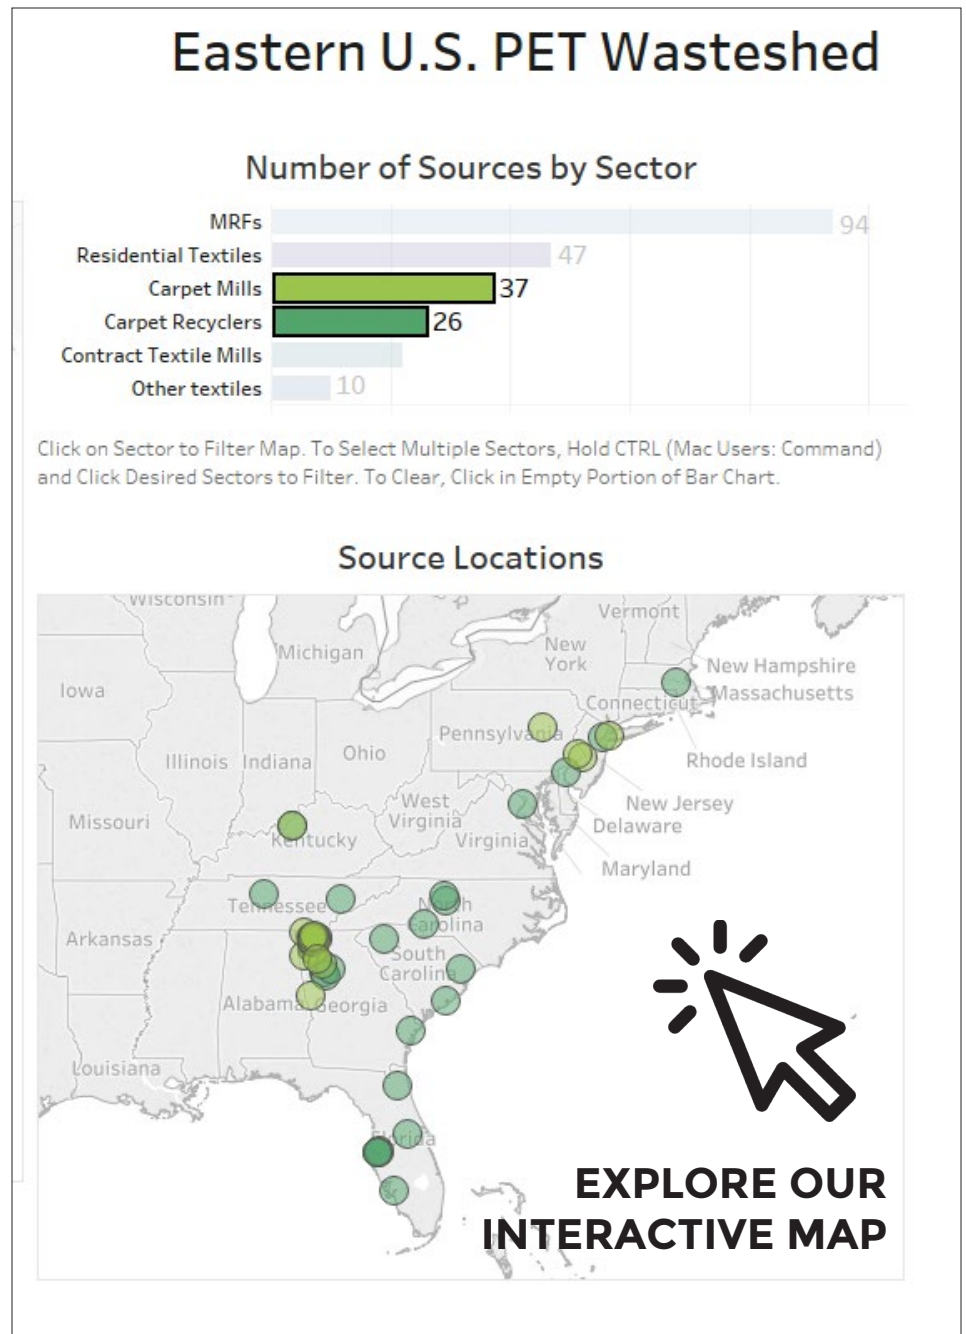 Eastern U.S. PET Wasteshed
Number of Sources by Sector
MRFs
94
Residential Textiles
47
Carpet Mills
37
Carpet Recyclers
26
Contract Textile Mills
Other textiles
10
Click on Sector to Filter Map. To Select Multiple Sectors, Hold CTRL (Mac Users: Command)
and Click Desired Sectors to Filter. To Clear, Click in Empty Portion of Bar Chart.
Source Locations
Wisconsin
Vermont
Michigan
New
York
New Hampshire
Iowa
Massachusetts
Connecticut
Pennsylvania
Ohio
Illinois
Indiana
Rhode Island
West
Virginia
New Jersey
Missouri
Delaware
Kentucky
Virginia
Maryland
Tennessee
North
Carolina
Arkansas
South
Carolina
Alabama
Georgia
Louisiana
Florida
EXPLORE OUR
INTERACTIVE MAP